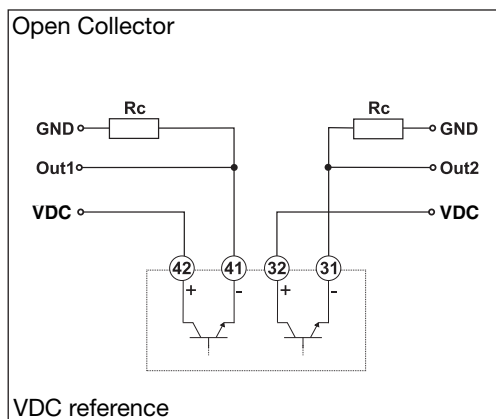 Open Collector
Rc Rc
GND GND
Out1 Out2
VDC VDC
42 41 32 31
+ - + -
VDC reference